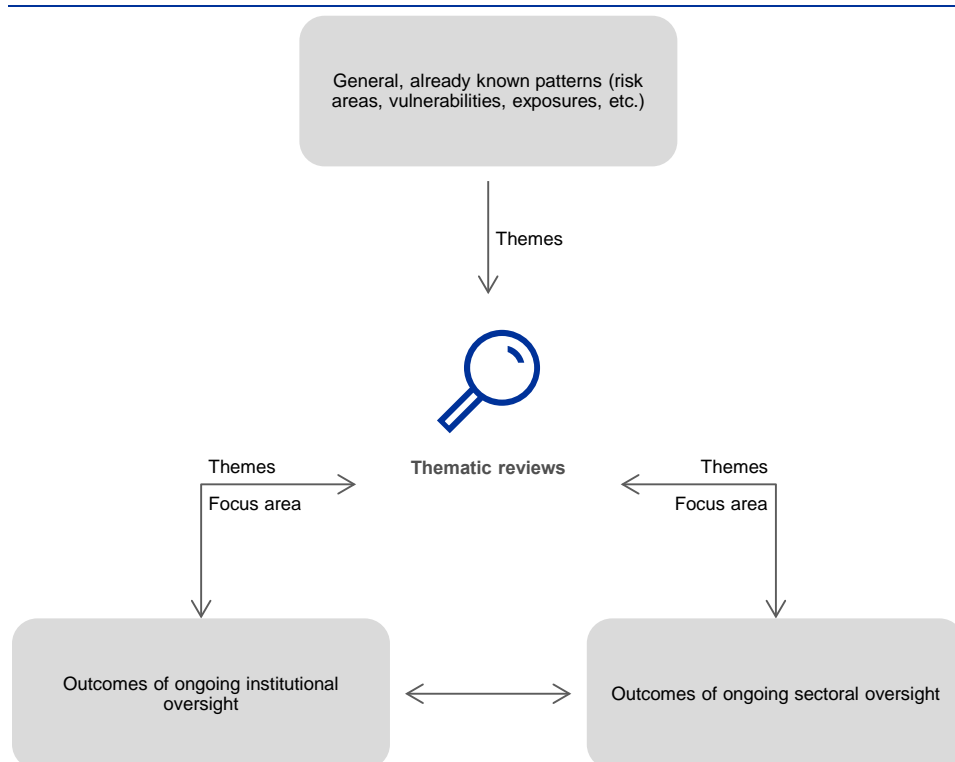 General, already known patterns (risk
areas, vulnerabilities, exposures, etc.)
Themes
Thematic reviews
Themes
Focus area
Themes
Focus area
Outcomes of ongoing institutional
oversight
Outcomes of ongoing sectoral oversight